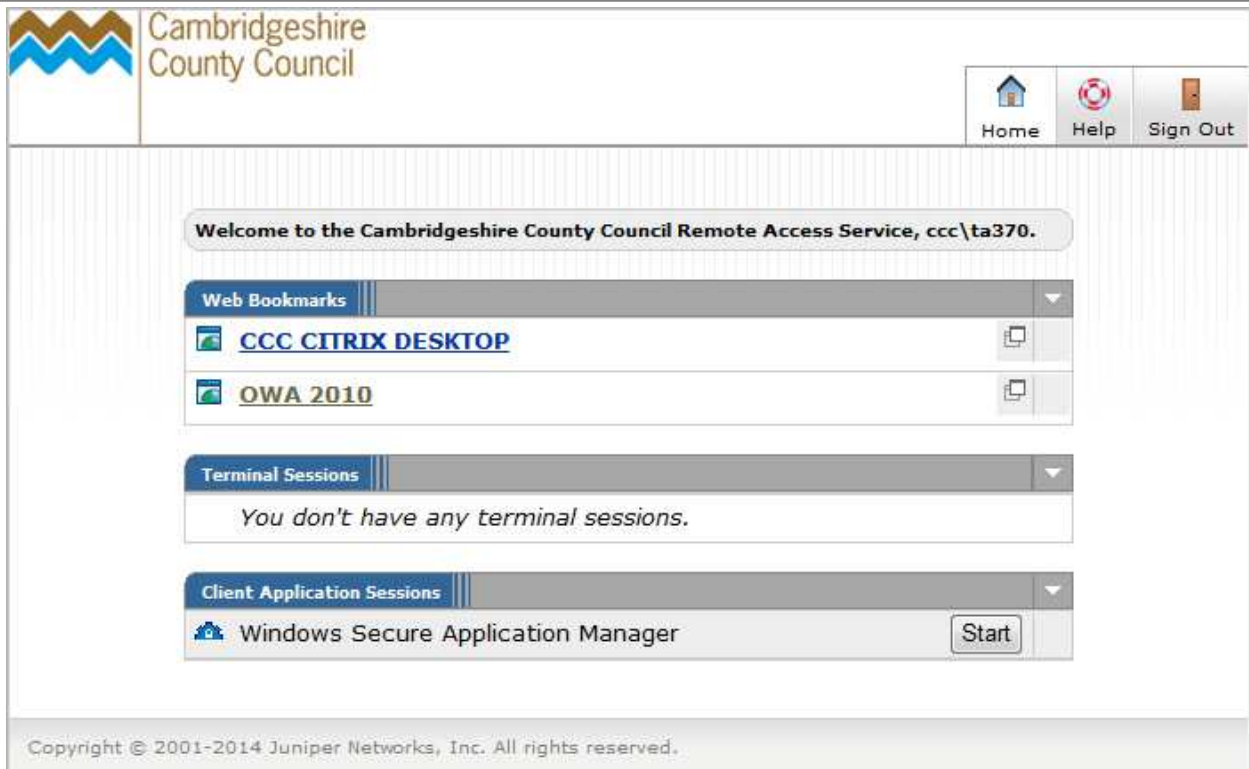 Cambridgeshire
County Council
Home Help Sign Out
Welcome to the Cambridgeshire County Council Remote Access Service, ccc\ta370.
Web Bookmarks
CCC CITRIX DESKTOP
OWA 2010
Terminal Sessions
You don't have any terminal sessions.
Client Application Sessions
Windows Secure Application Manager Start
Copyright © 2001-2014 Juniper Networks, Inc. All rights reserved.